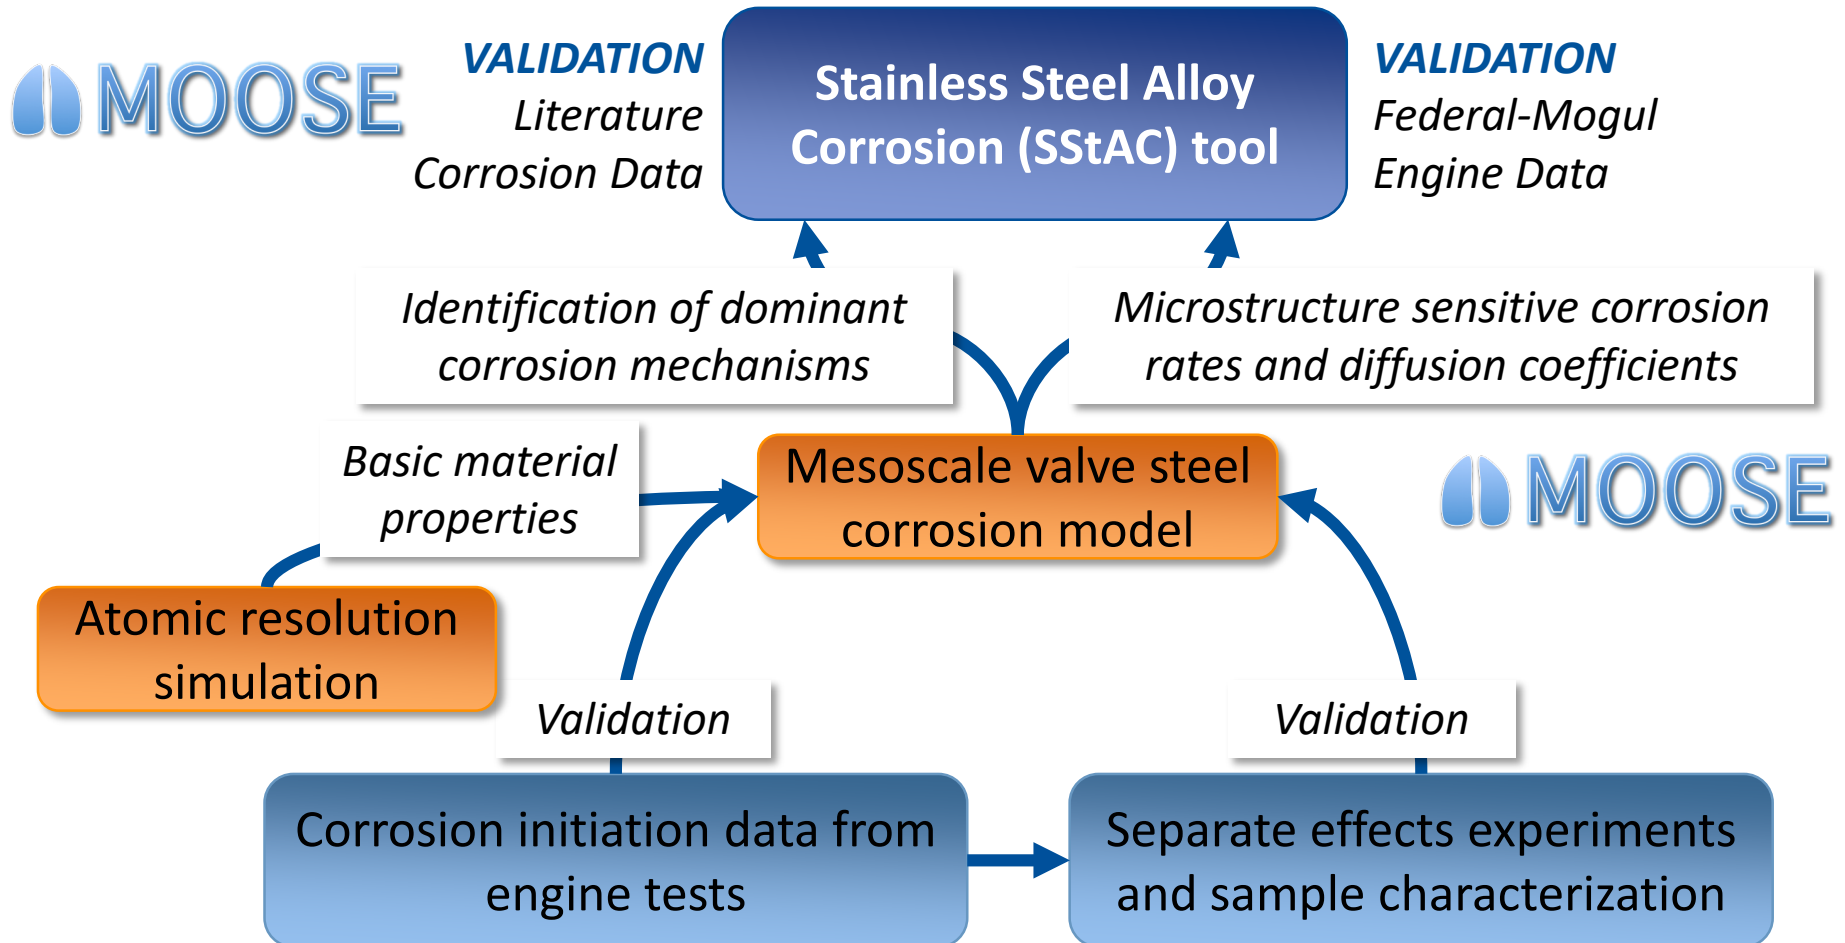 MOOSE
VALIDATION
Literature
Corrosion Data
Stainless Steel Alloy
Corrosion (SStAC) tool
VALIDATION
Federal-Mogul
Engine Data
Identification of dominant
corrosion mechanisms
Microstructure sensitive corrosion
rates and diffusion coefficients
Basic material
properties
Mesoscale valve steel
corrosion model
MOOSE
Atomic resolution
simulation
Validation
Validation
Corrosion initiation data from
engine tests
Separate effects experiments
and sample characterization